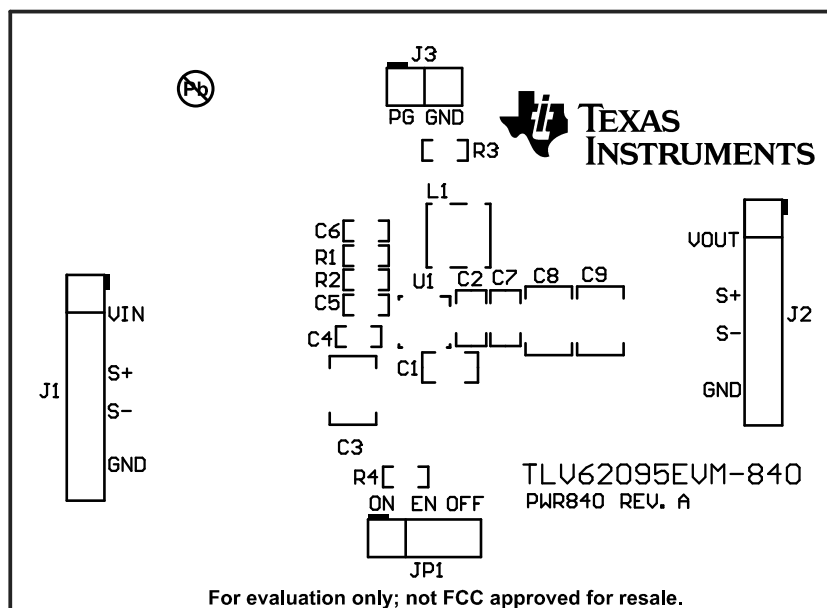 J3
Pb
PG GND
TEXAS
INSTRUMENTS
R3
L1
C6
R1
R2
C5
C4
U1
C2
C7
C8
C9
C1
C3
VOUT
S+
S-
GND
J2
VIN
S+
S-
GND
J1
R4
ON EN OFF
JP1
TLV62095EVM-840
PWR840 REV. A
For evaluation only; not FCC approved for resale.